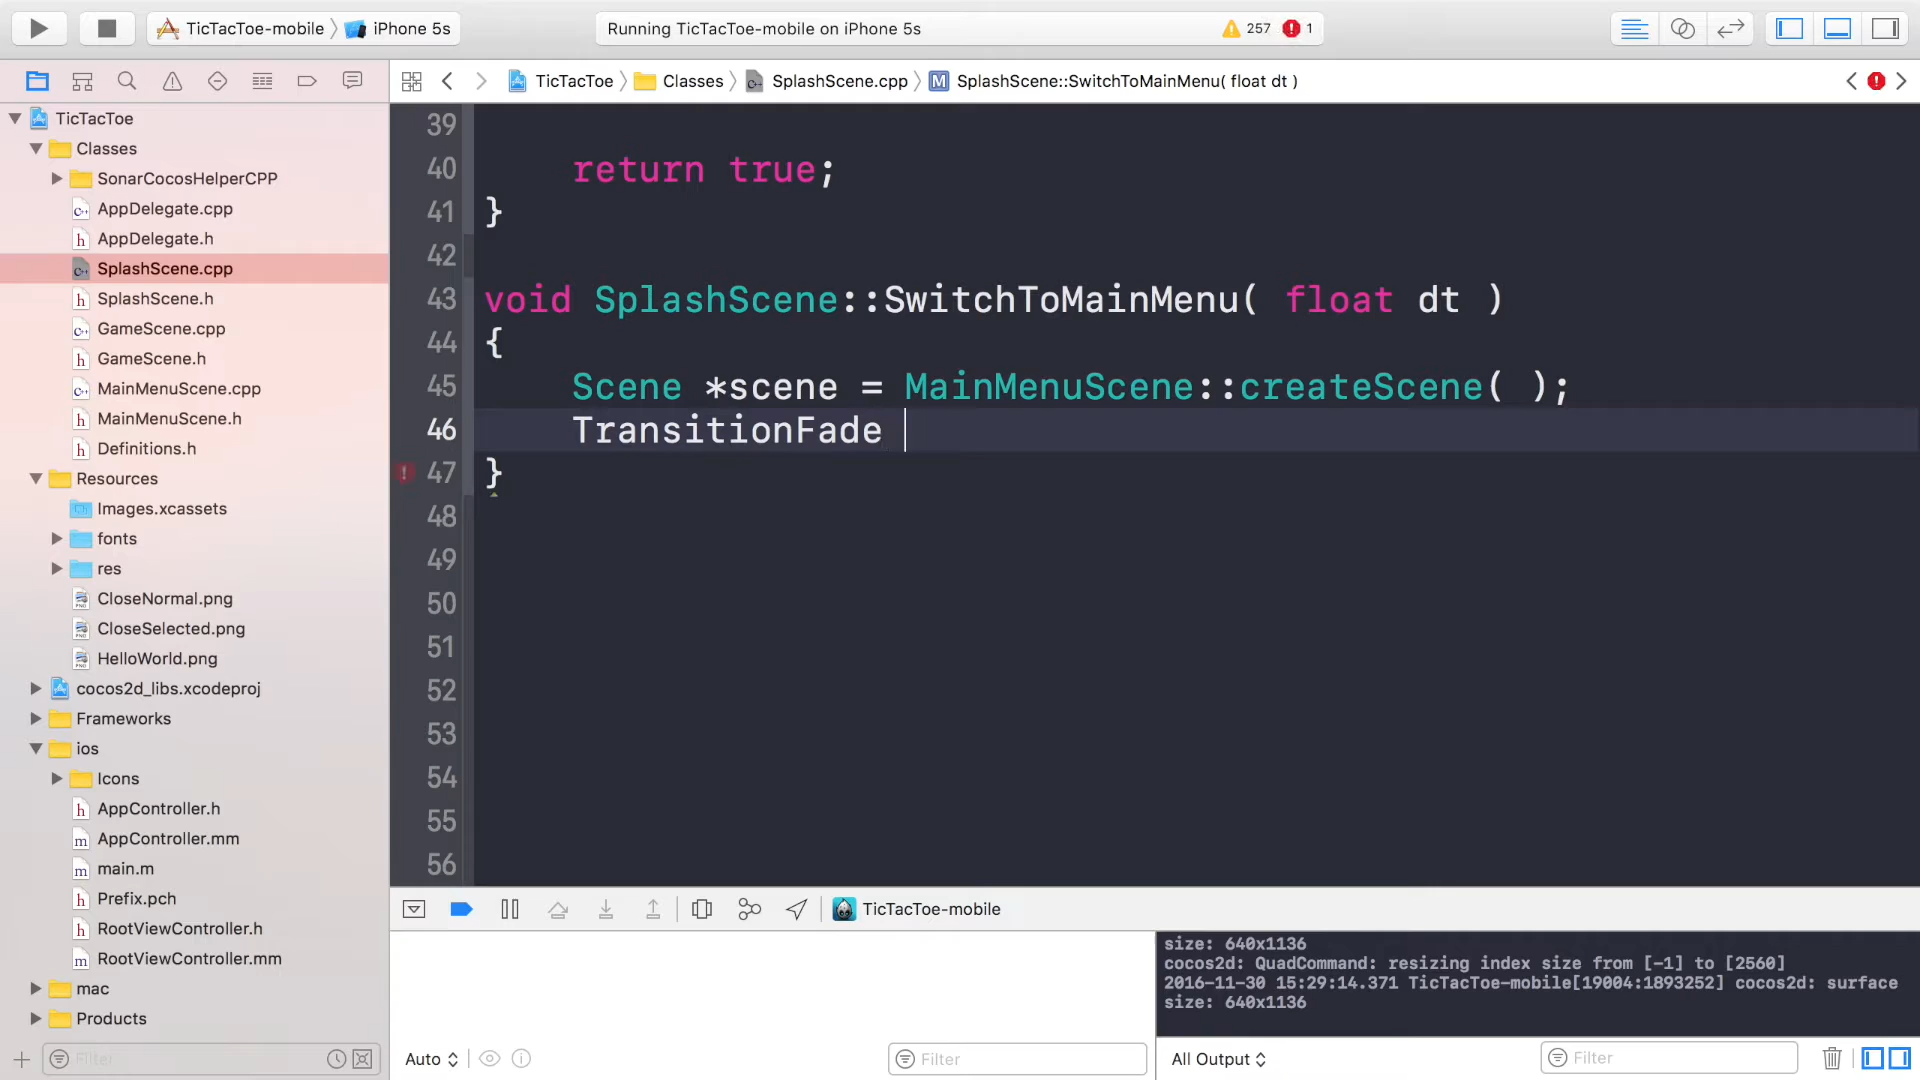 TicTacToe-mobile
iPhone 5s
Running TicTacToe-mobile on iPhone 5s
257
1
TicTacToe
Classes
SplashScene.cpp
SplashScene::SwitchToMainMenu( float dt )
TicTacToe
Classes
SonarCocosHelperCPP
AppDelegate.cpp
AppDelegate.h
SplashScene.cpp
SplashScene.h
GameScene.cpp
GameScene.h
MainMenuScene.cpp
MainMenuScene.h
Definitions.h
Resources
Images.xcassets
fonts
res
CloseNormal.png
CloseSelected.png
HelloWorld.png
cocos2d_libs.xcodeproj
Frameworks
ios
Icons
AppController.h
AppController.mm
main.m
Prefix.pch
RootViewController.h
RootViewController.mm
mac
Products
Filter
39
40 return true;
41 }
42
43 void SplashScene::SwitchToMainMenu( float dt )
44 {
45 Scene *scene = MainMenuScene::createScene( );
46 TransitionFade
47 }
48
49
50
51
52
53
54
55
56
TicTacToe-mobile
size: 640x1136
cocos2d: QuadCommand: resizing index size from [-1] to [2560]
2016-11-30 15:29:14.371 TicTacToe-mobile[19004:1893252] cocos2d: surface
size: 640x1136
Auto
Filter
All Output
Filter